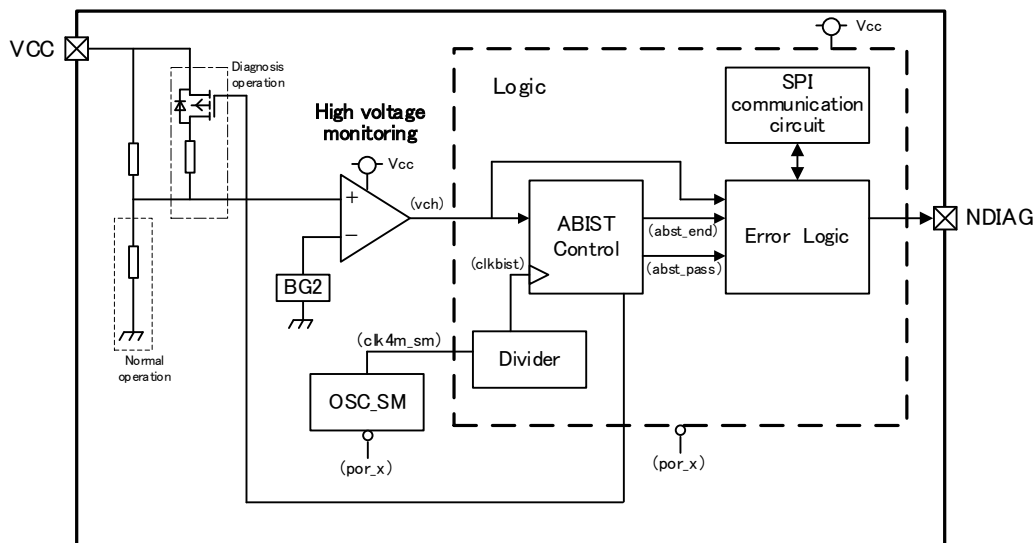 VCC
Diagnosis
operation
High voltage
monitoring
Vcc
(vch)
BG2
Normal
operation
Logic
Vcc
SPI
communication
circuit
ABIST
Control
(abst_end)
(abst_pass)
Error Logic
NDIAG
(clkbist)
(clk4m_sm)
Divider
OSC_SM
(por_x)
(por_x)
+
−